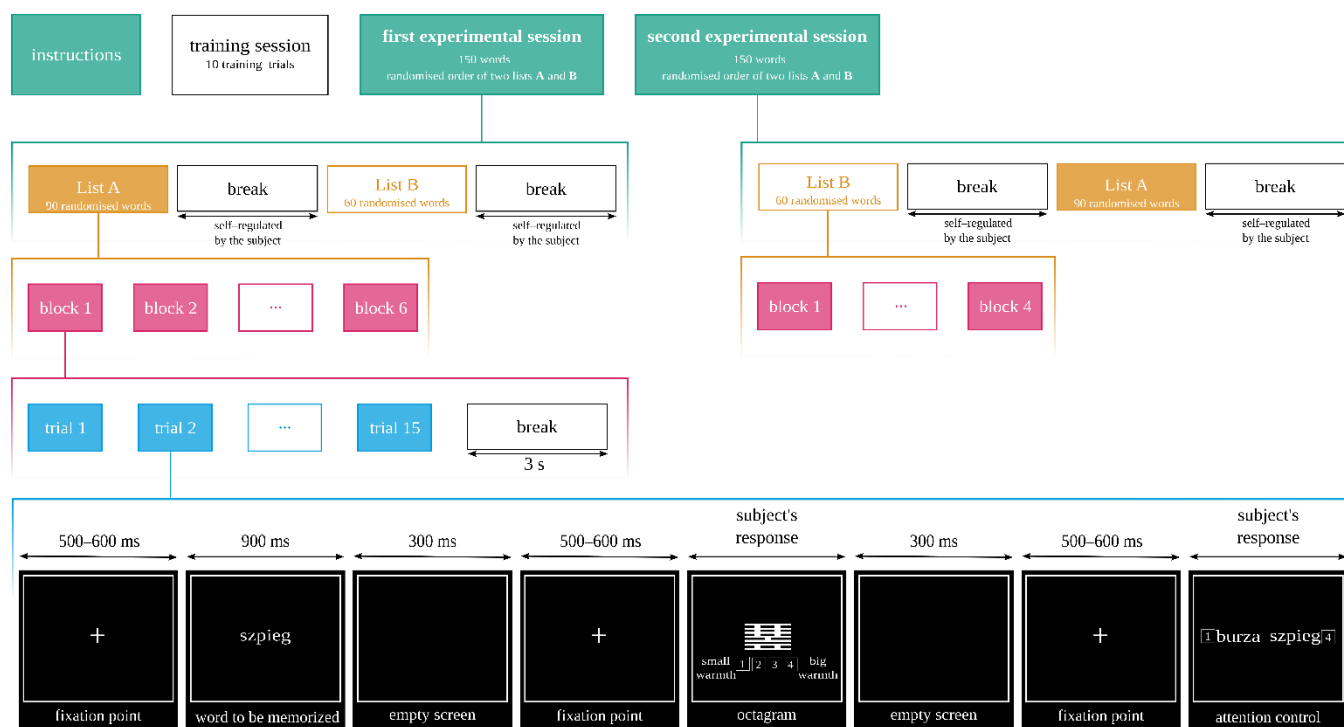 instructions
training session
10 training trials
first experimental session
150 words
randomised order of two lists A and B
second experimental session
150 words
randomised order of two lists A and B
List A
90 randomised words
break
self–regulated
by the subject
List B
60 randomised words
break
self–regulated
by the subject
List B
60 randomised words
break
self–regulated
by the subject
List A
90 randomised words
break
self–regulated
by the subject
block 1
block 2
...
block 6
block 1
...
block 4
trial 1
trial 2
...
trial 15
break
3 s
500–600 ms
900 ms
300 ms
500–600 ms
subject's
response
300 ms
500–600 ms
subject's
response
+
fixation point
szpieg
word to be memorized
empty screen
+
fixation point
small
warmth
1 2 3 4
big
warmth
octagram
empty screen
+
fixation point
1 burza szpieg 4
attention control